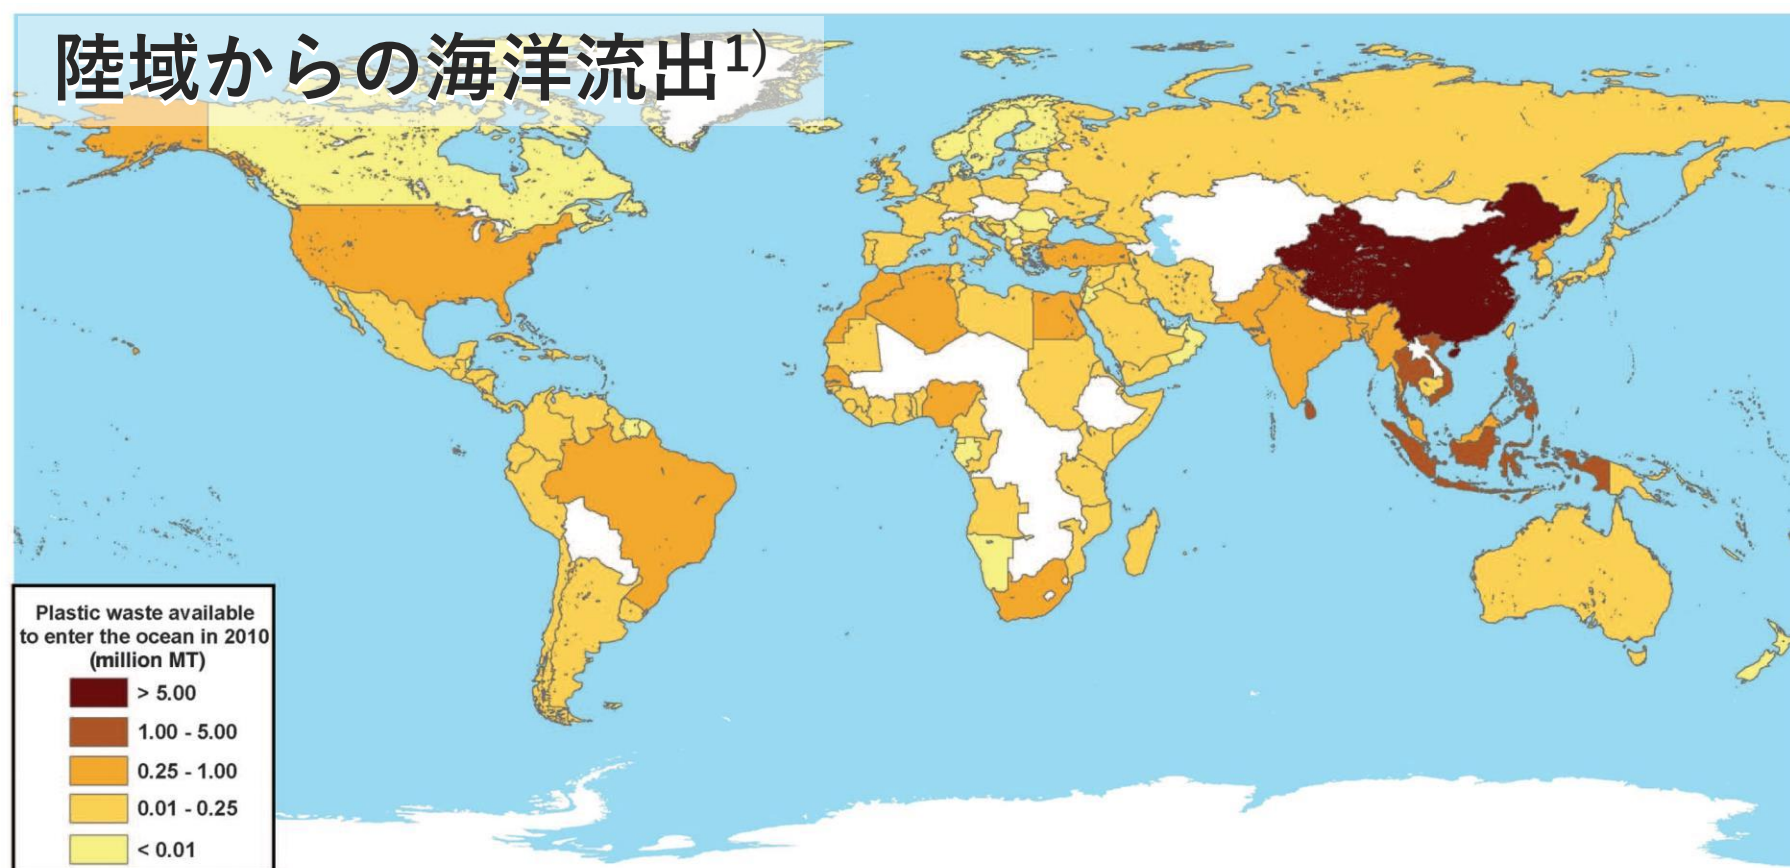 陸域からの海洋流出1)
Plastic waste available
to enter the ocean in 2010
(million MT)
> 5.00
1.00 - 5.00
0.25 - 1.00
0.01 - 0.25
< 0.01